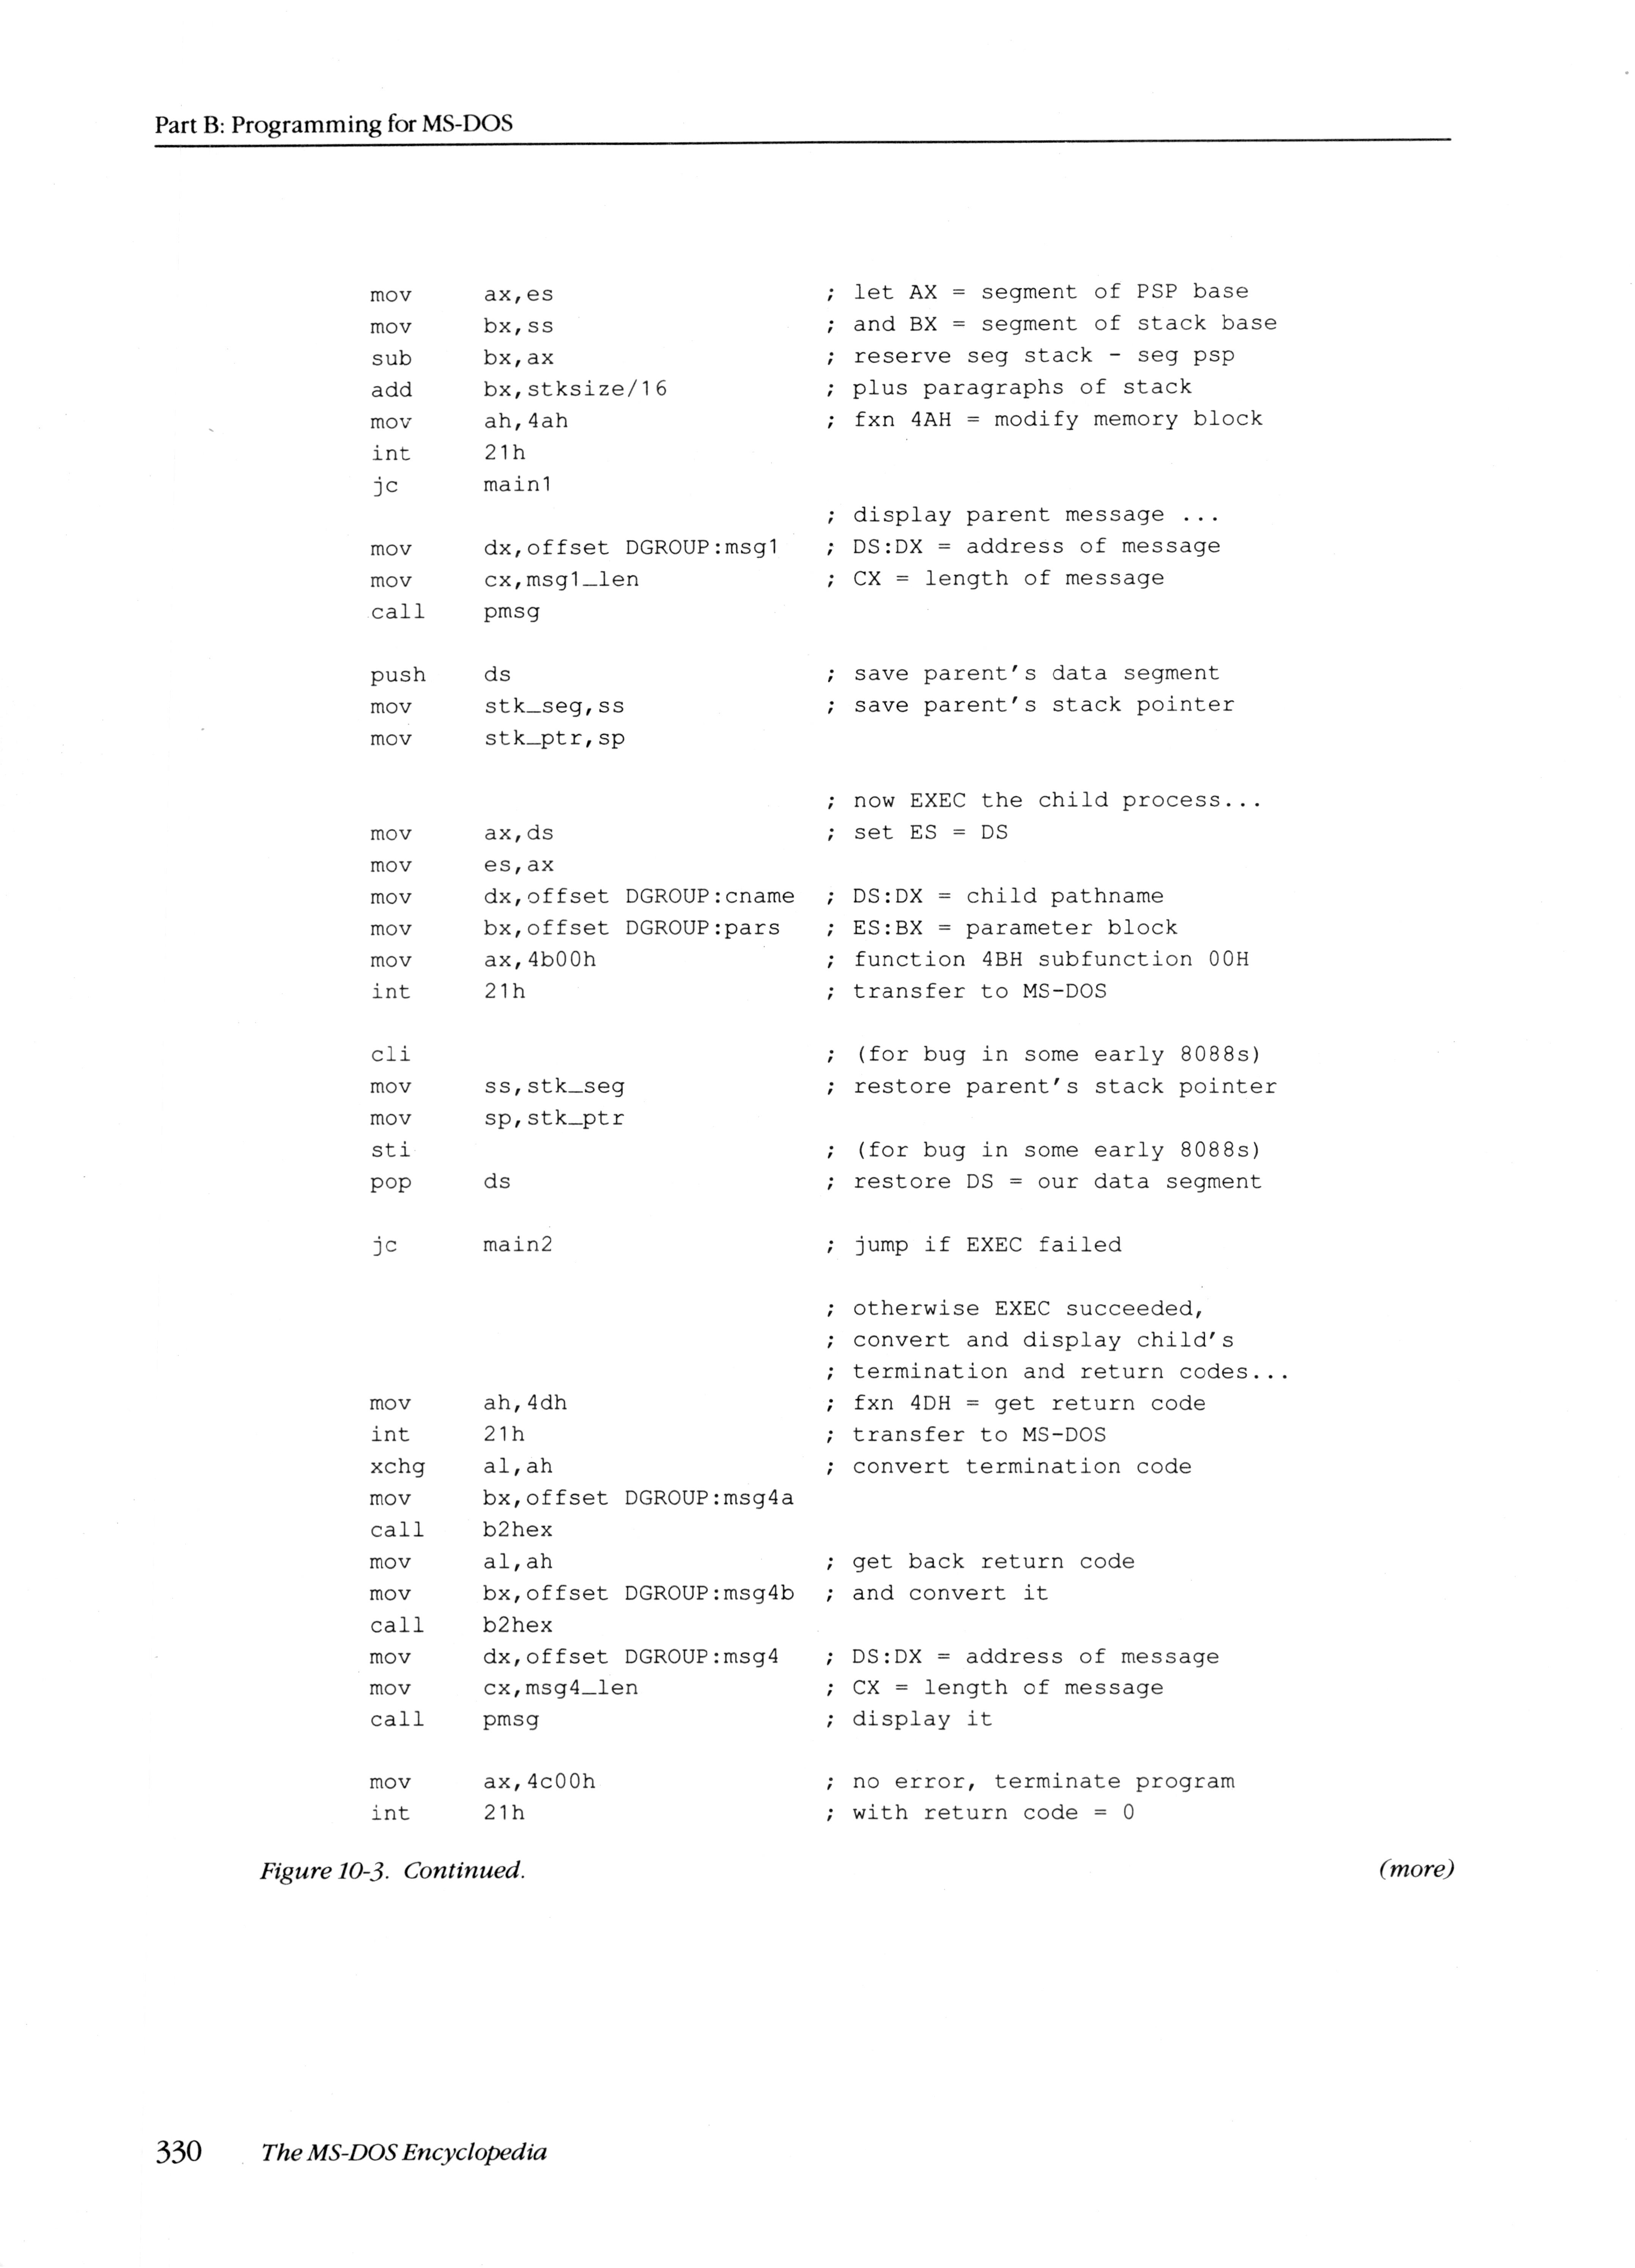 Part B: Programming for MS-DOS
mov ax,es ; let AX = segment of PSP base
mov bx,ss ; and BX = segment of stack base
sub bx,ax ; reserve seg stack - seg psp
add bx,stksize/16 ; plus paragraphs of stack
mov ah,4ah ; fxn 4AH = modify memory block
int 21h
jc main1
; display parent message ...
mov dx,offset DGROUP:msg1 ; DS:DX = address of message
mov cx,msg1_len ; CX = length of message
call pmsg
push ds ; save parent's data segment
mov stk_seg,ss ; save parent's stack pointer
mov stk_ptr,sp
; now EXEC the child process...
mov ax,ds ; set ES = DS
mov es,ax
mov dx,offset DGROUP:cname ; DS:DX = child pathname
mov bx,offset DGROUP:pars ; ES:BX = parameter block
mov ax,4b00h ; function 4BH subfunction 00H
int 21h ; transfer to MS-DOS
cli ; (for bug in some early 8088s)
mov ss,stk_seg ; restore parent's stack pointer
mov sp,stk_ptr
sti ; (for bug in some early 8088s)
pop ds ; restore DS = our data segment
jc main2 ; jump if EXEC failed
; otherwise EXEC succeeded,
; convert and display child's
; termination and return codes...
mov ah,4dh ; fxn 4DH = get return code
int 21h ; transfer to MS-DOS
xchg al,ah ; convert termination code
mov bx,offset DGROUP:msg4a
call b2hex
mov al,ah ; get back return code
mov bx,offset DGROUP:msg4b ; and convert it
call b2hex
mov dx,offset DGROUP:msg4 ; DS:DX = address of message
mov cx,msg4_len ; CX = length of message
call pmsg ; display it
mov ax,4c00h ; no error, terminate program
int 21h ; with return code = 0
Figure 10-3. Continued. (more)
330 The MS-DOS Encyclopedia